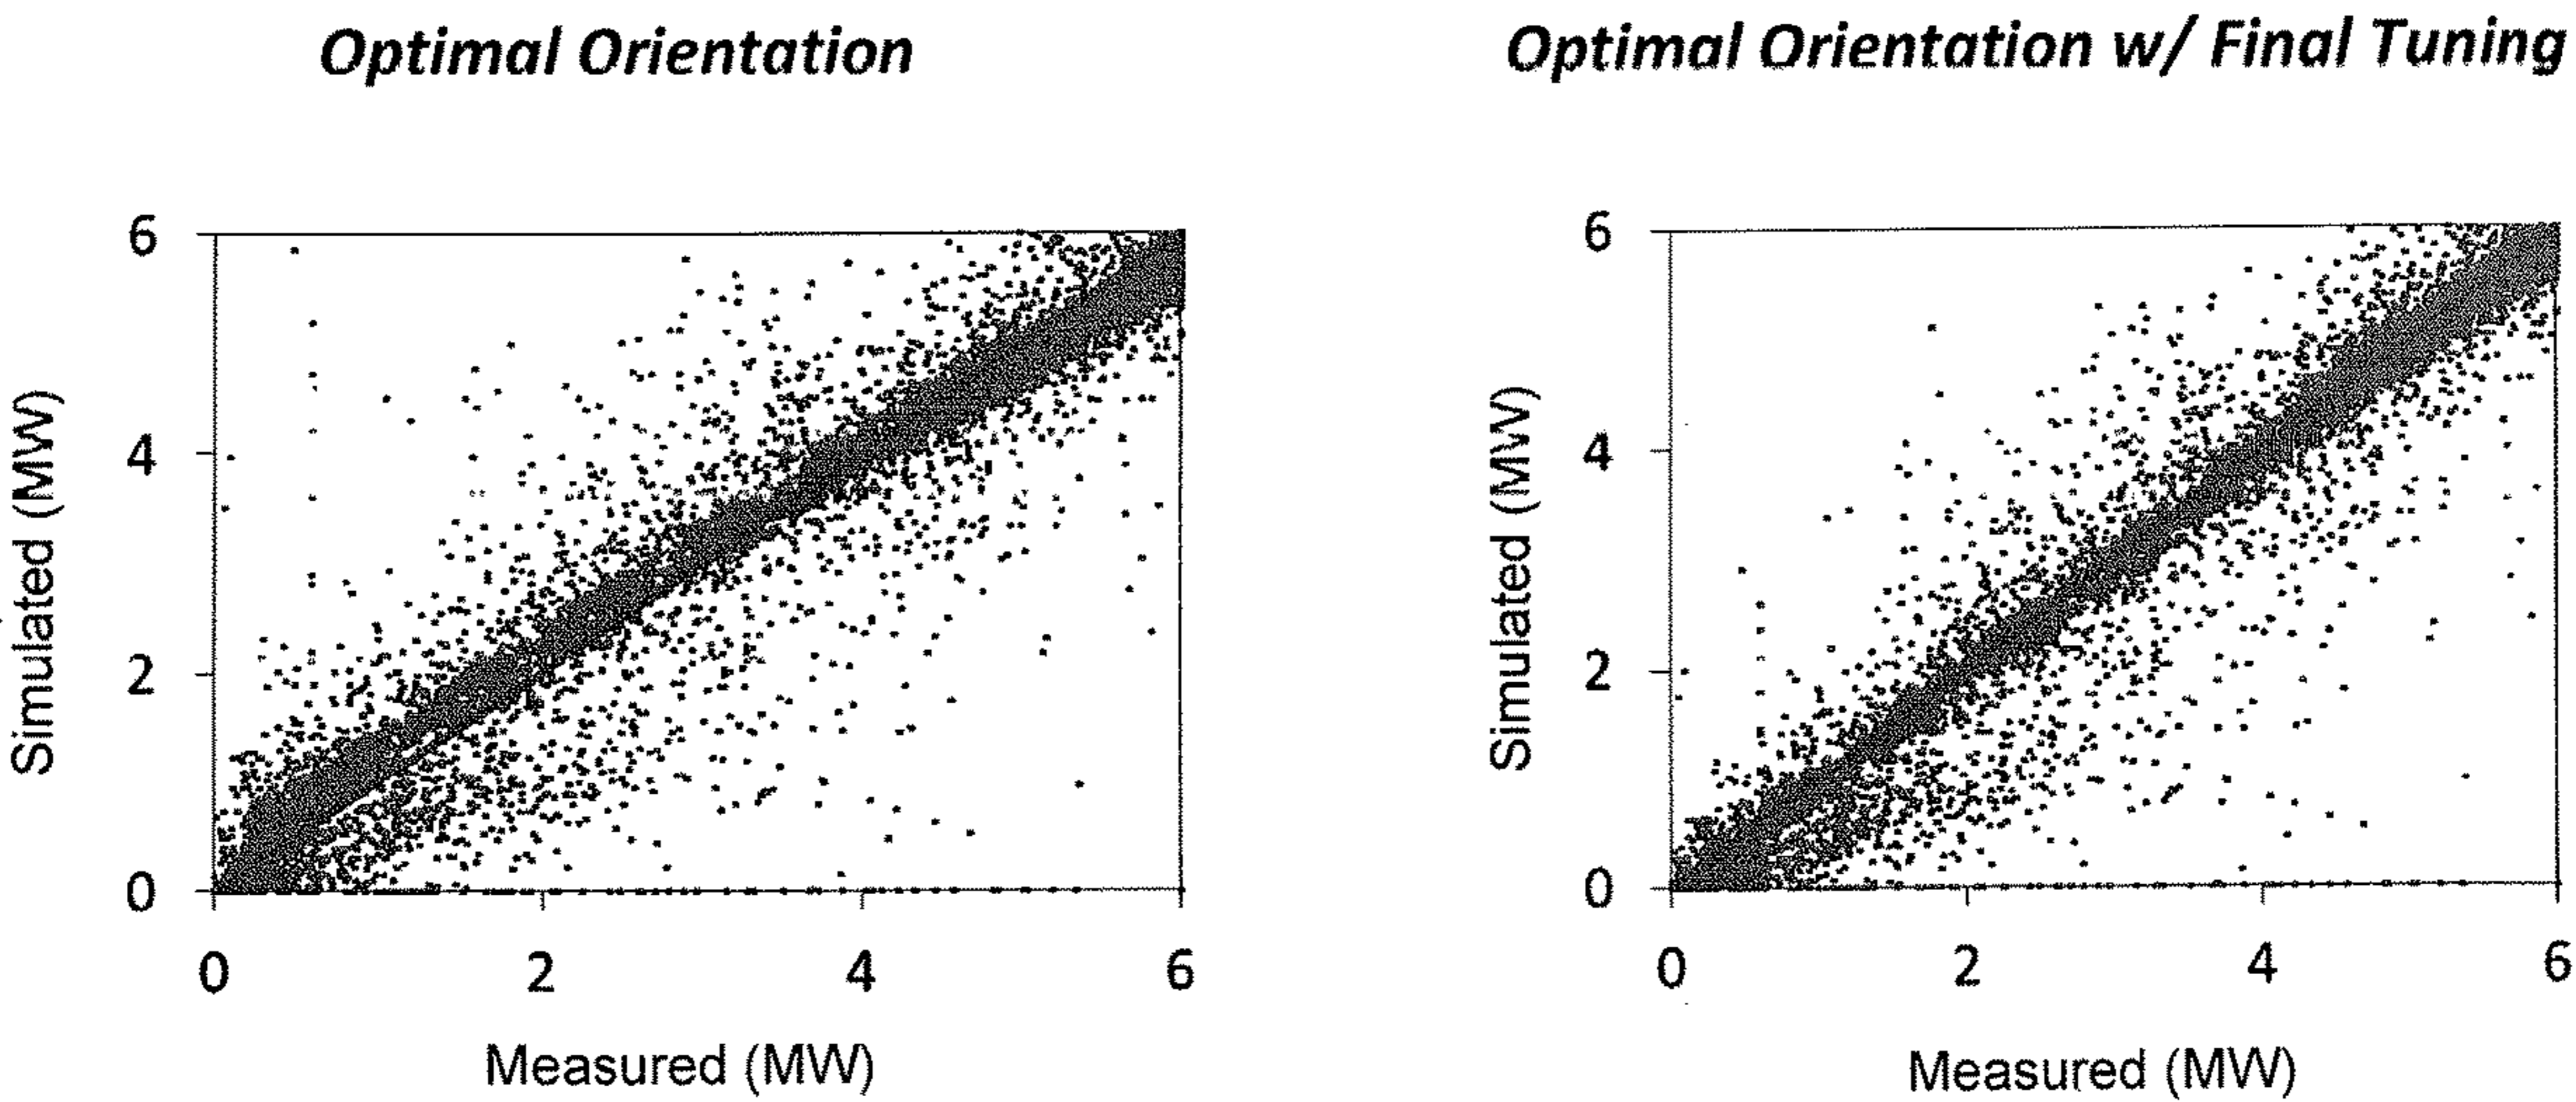 Optimal Orientation
6
4
2
0
0 2 4 6
Simulated (MW)
Measured (MW)
Optimal Orientation w/ Final Tuning
6
4
2
0
0 2 4 6
Simulated (MW)
Measured (MW)